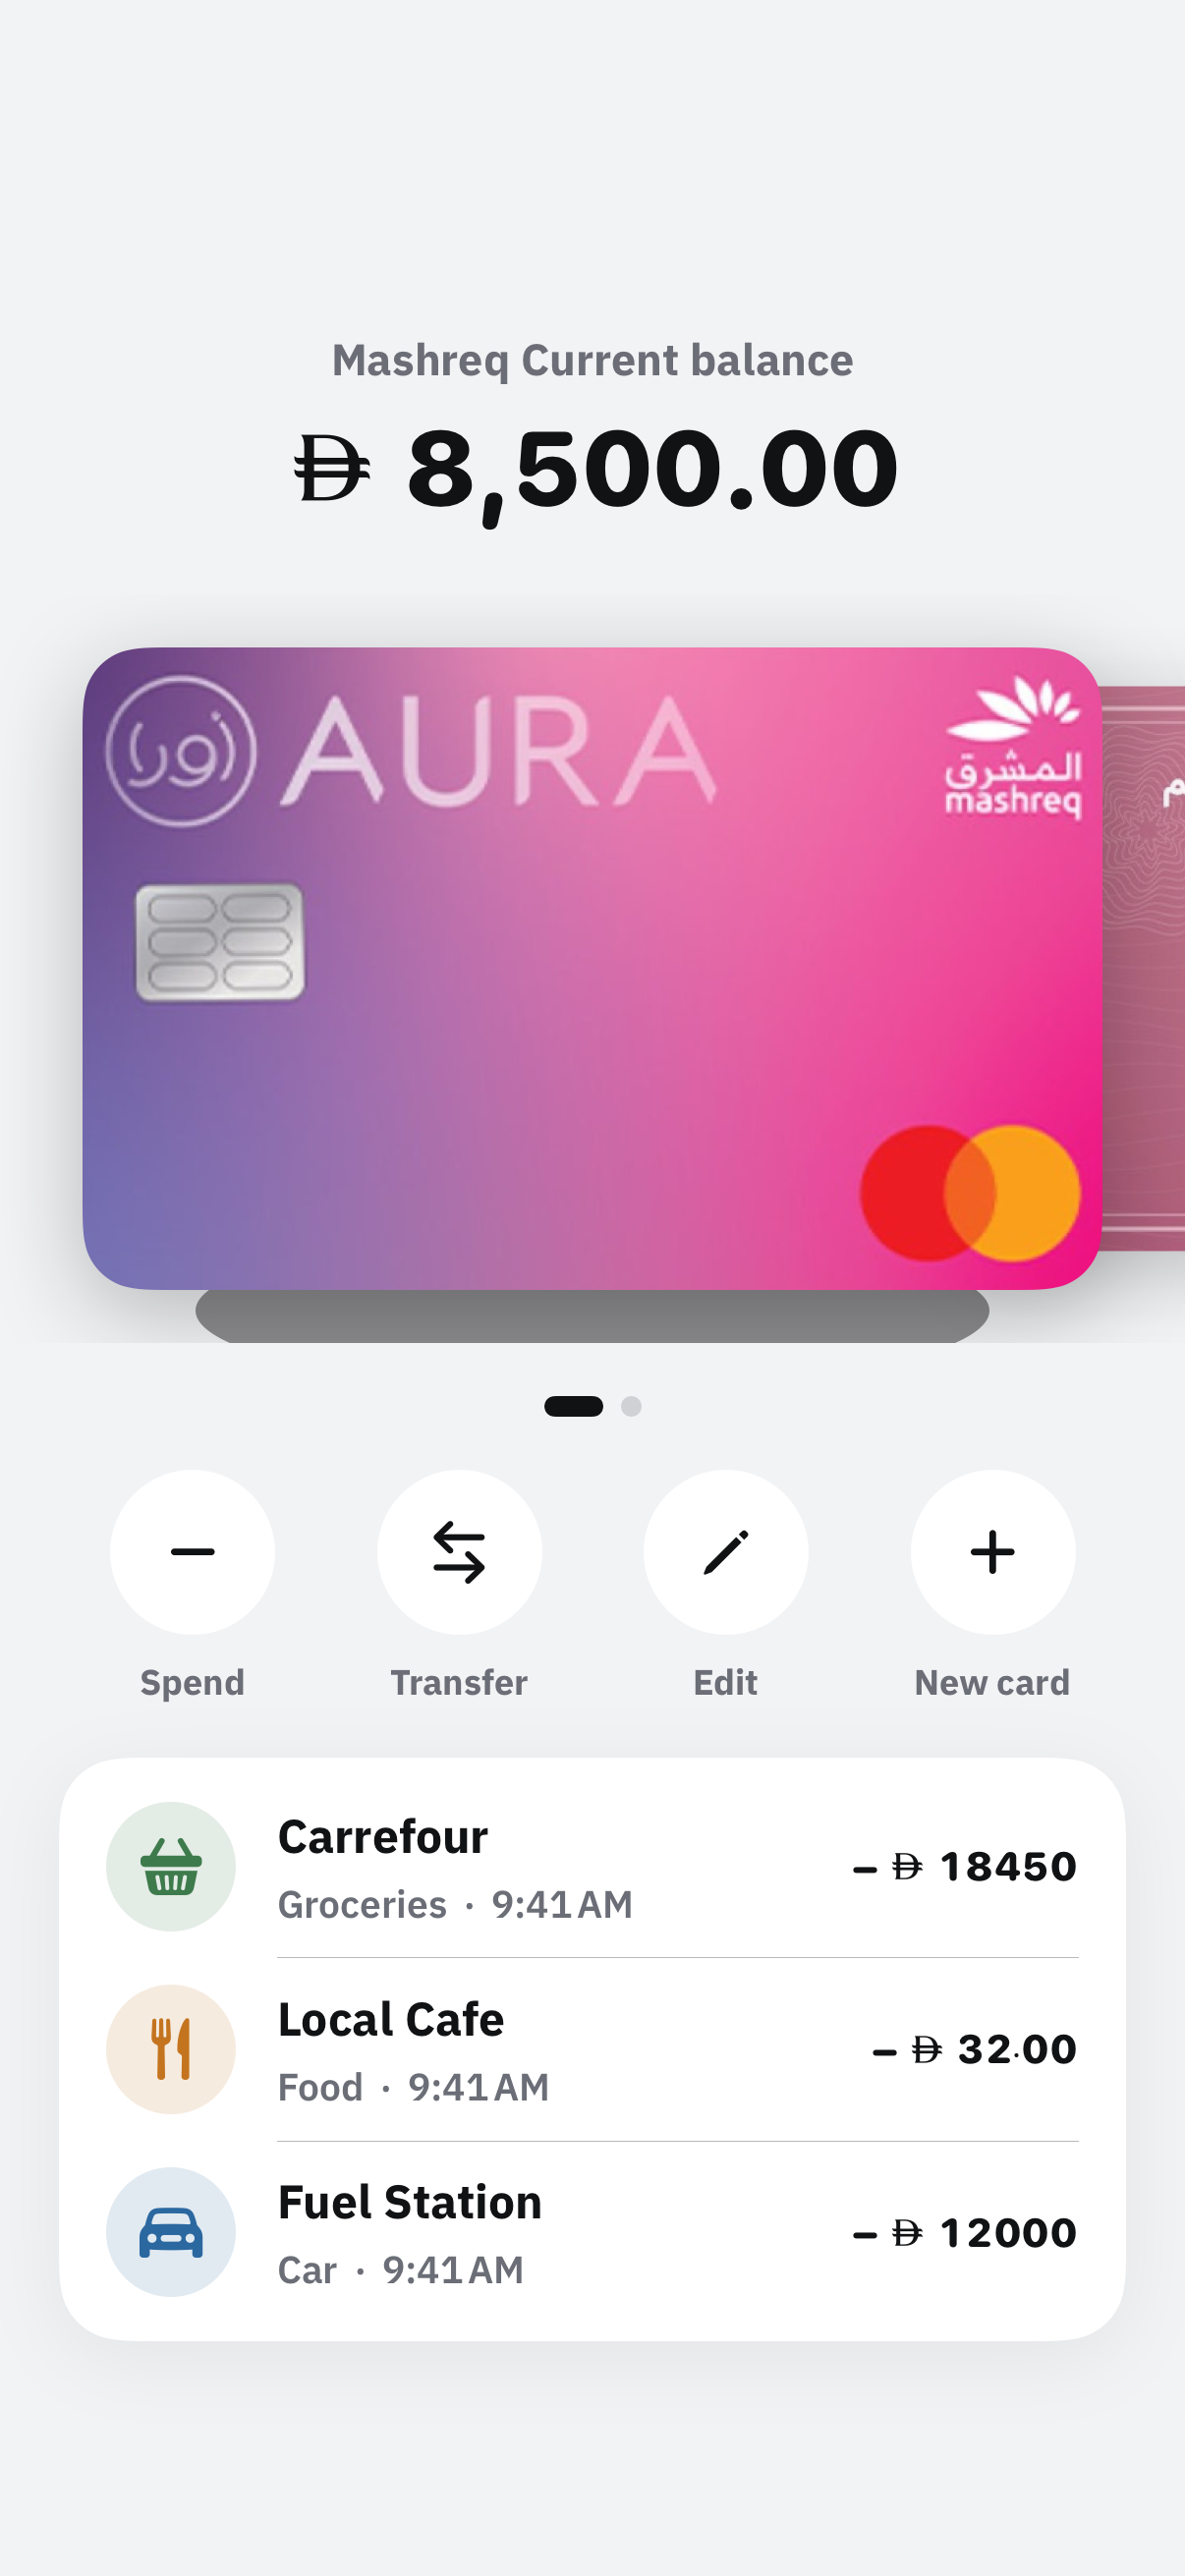 Mashreq Current balance
 8,500.00
اورا AURA
المشرق
mashreq
Spend
Transfer
Edit
New card
Carrefour
– 18450
Groceries · 9:41 AM
Local Cafe
– 32.00
Food · 9:41 AM
Fuel Station
– 12000
Car · 9:41 AM